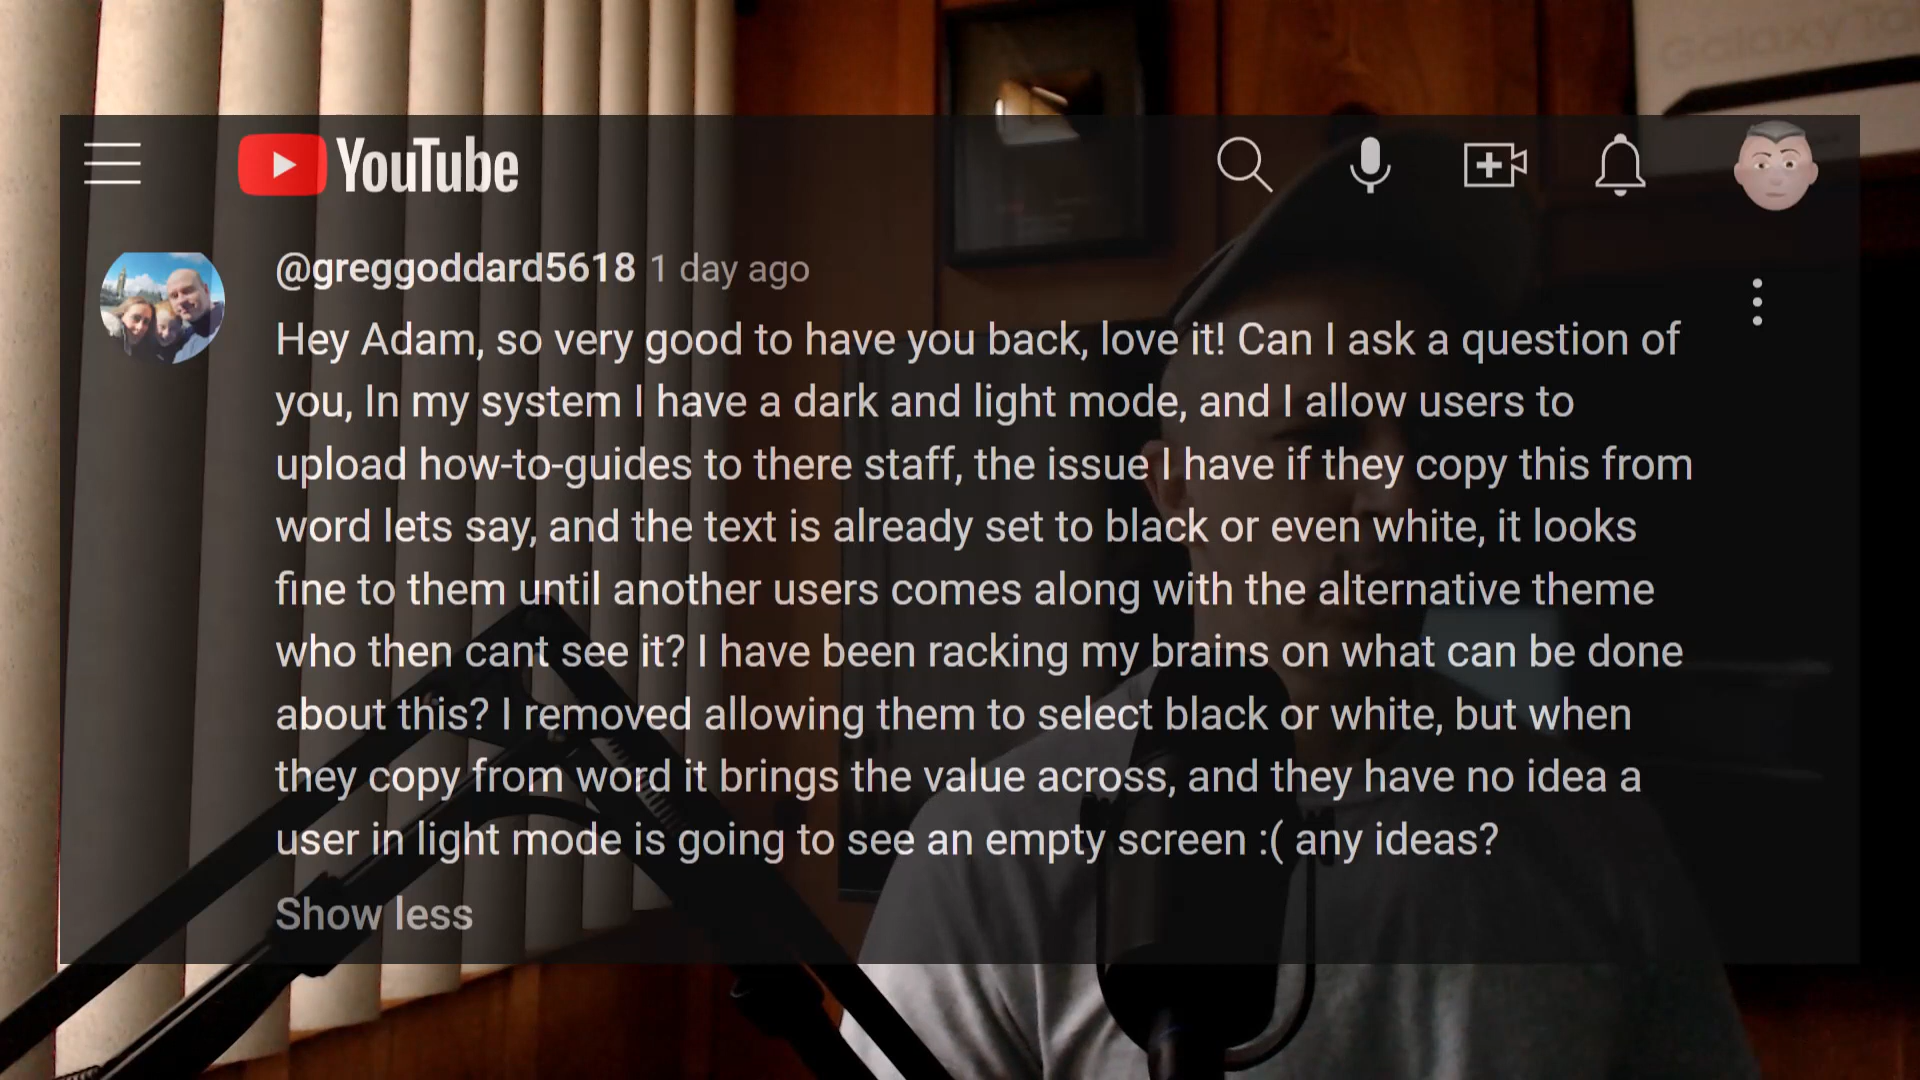 Galaxy Ta
YouTube
@greggoddard5618 1 day ago
Hey Adam, so very good to have you back, love it! Can I ask a question of
you, In my system I have a dark and light mode, and I allow users to
upload how-to-guides to there staff, the issue I have if they copy this from
word lets say, and the text is already set to black or even white, it looks
fine to them until another users comes along with the alternative theme
who then cant see it? I have been racking my brains on what can be done
about this? I removed allowing them to select black or white, but when
they copy from word it brings the value across, and they have no idea a
user in light mode is going to see an empty screen :( any ideas?
Show less